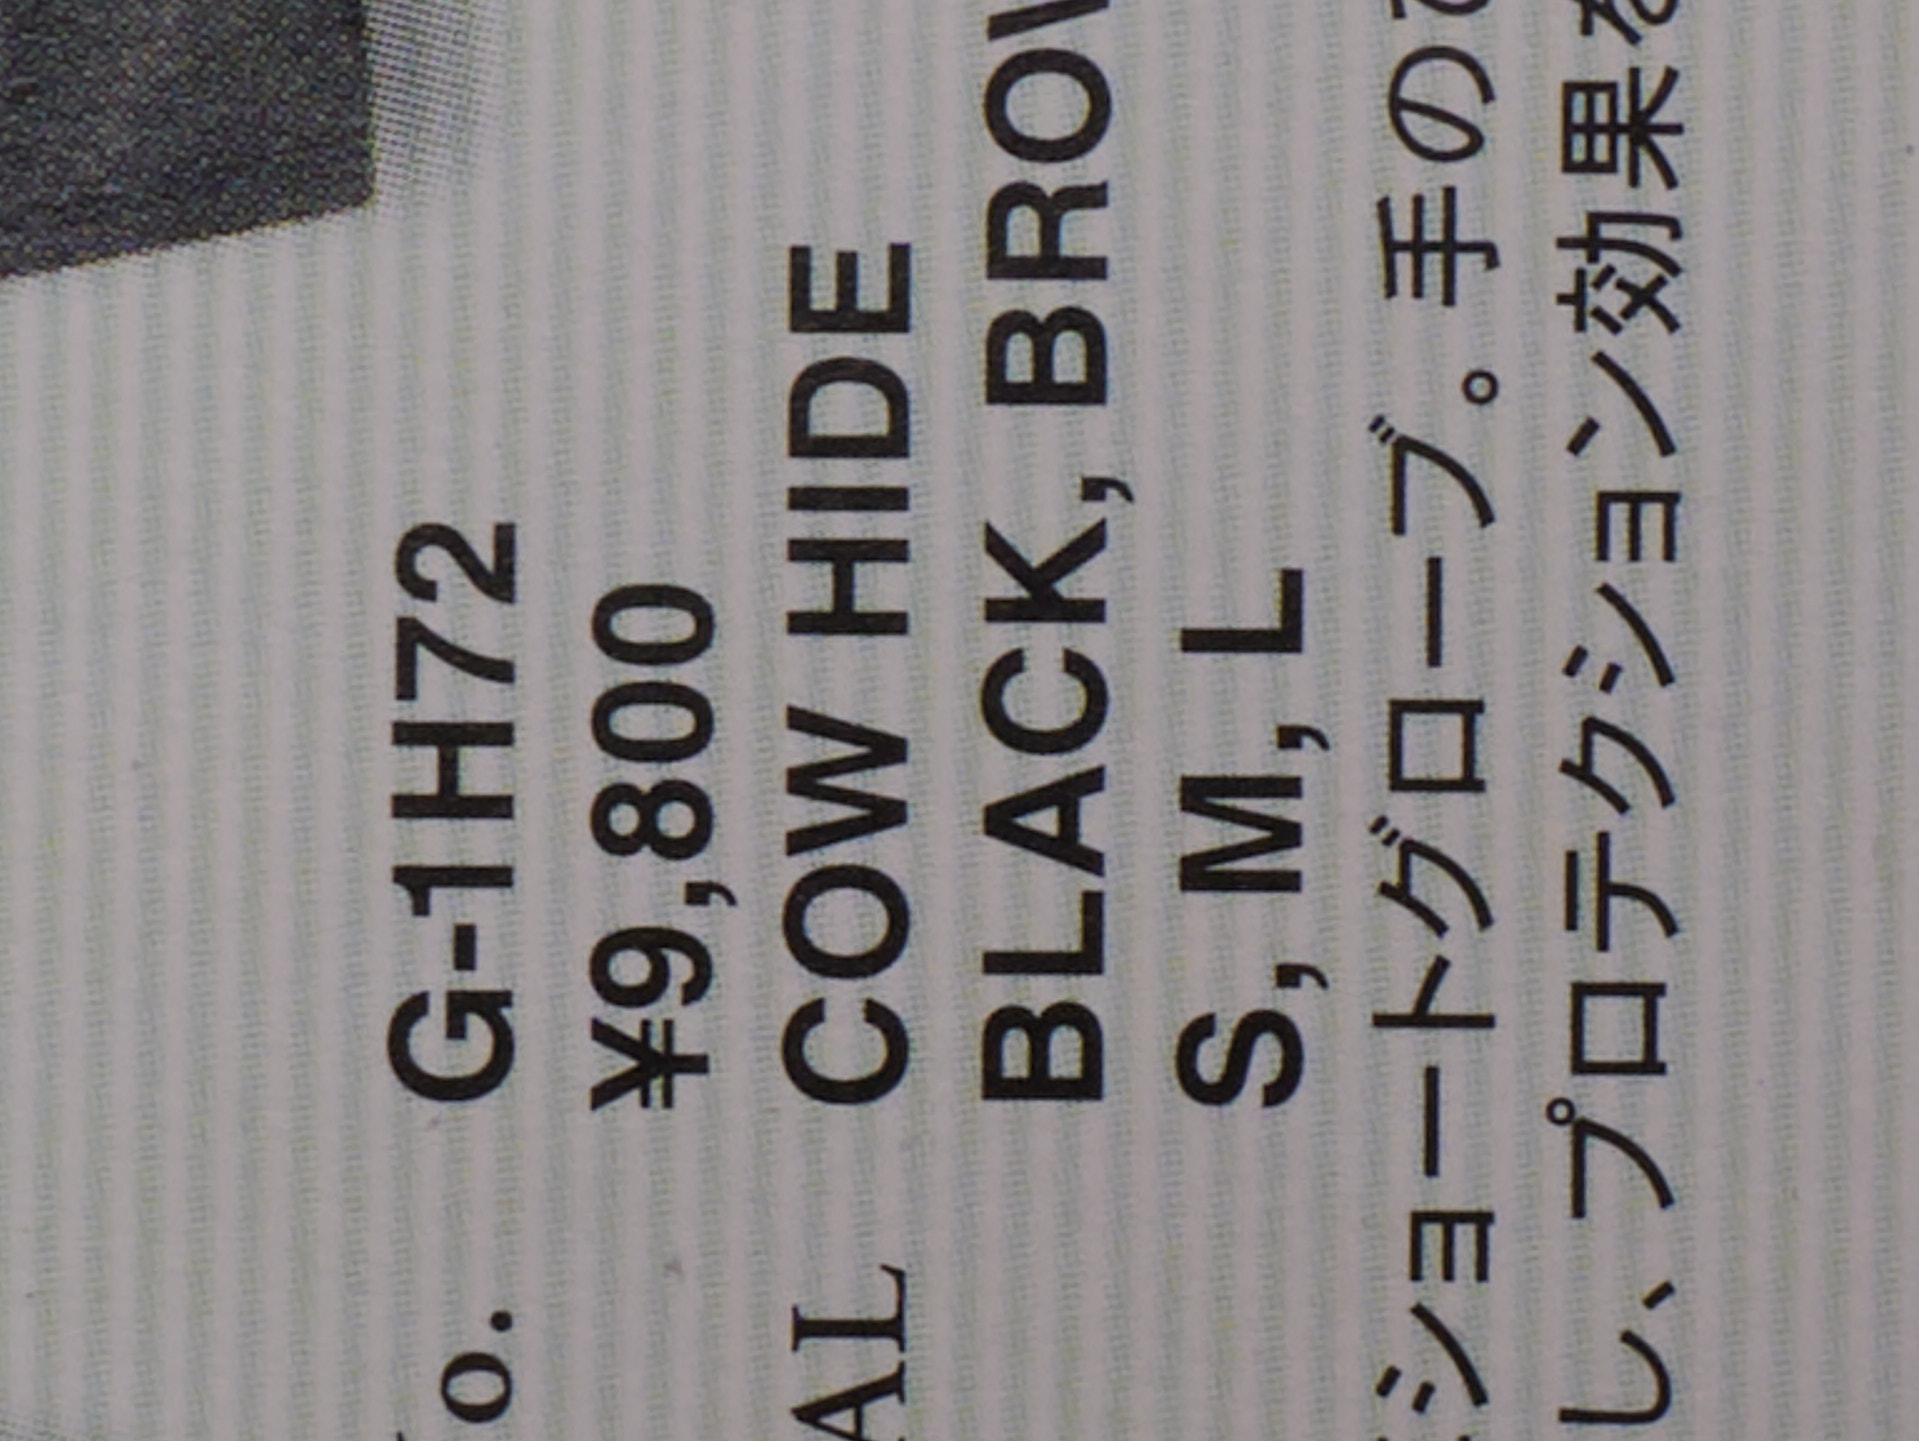 o. G-1H72
¥9,800
AL COW HIDE
BLACK, BRO
S, M, L
ショートグローブ。手の
し、プロテクション効果を